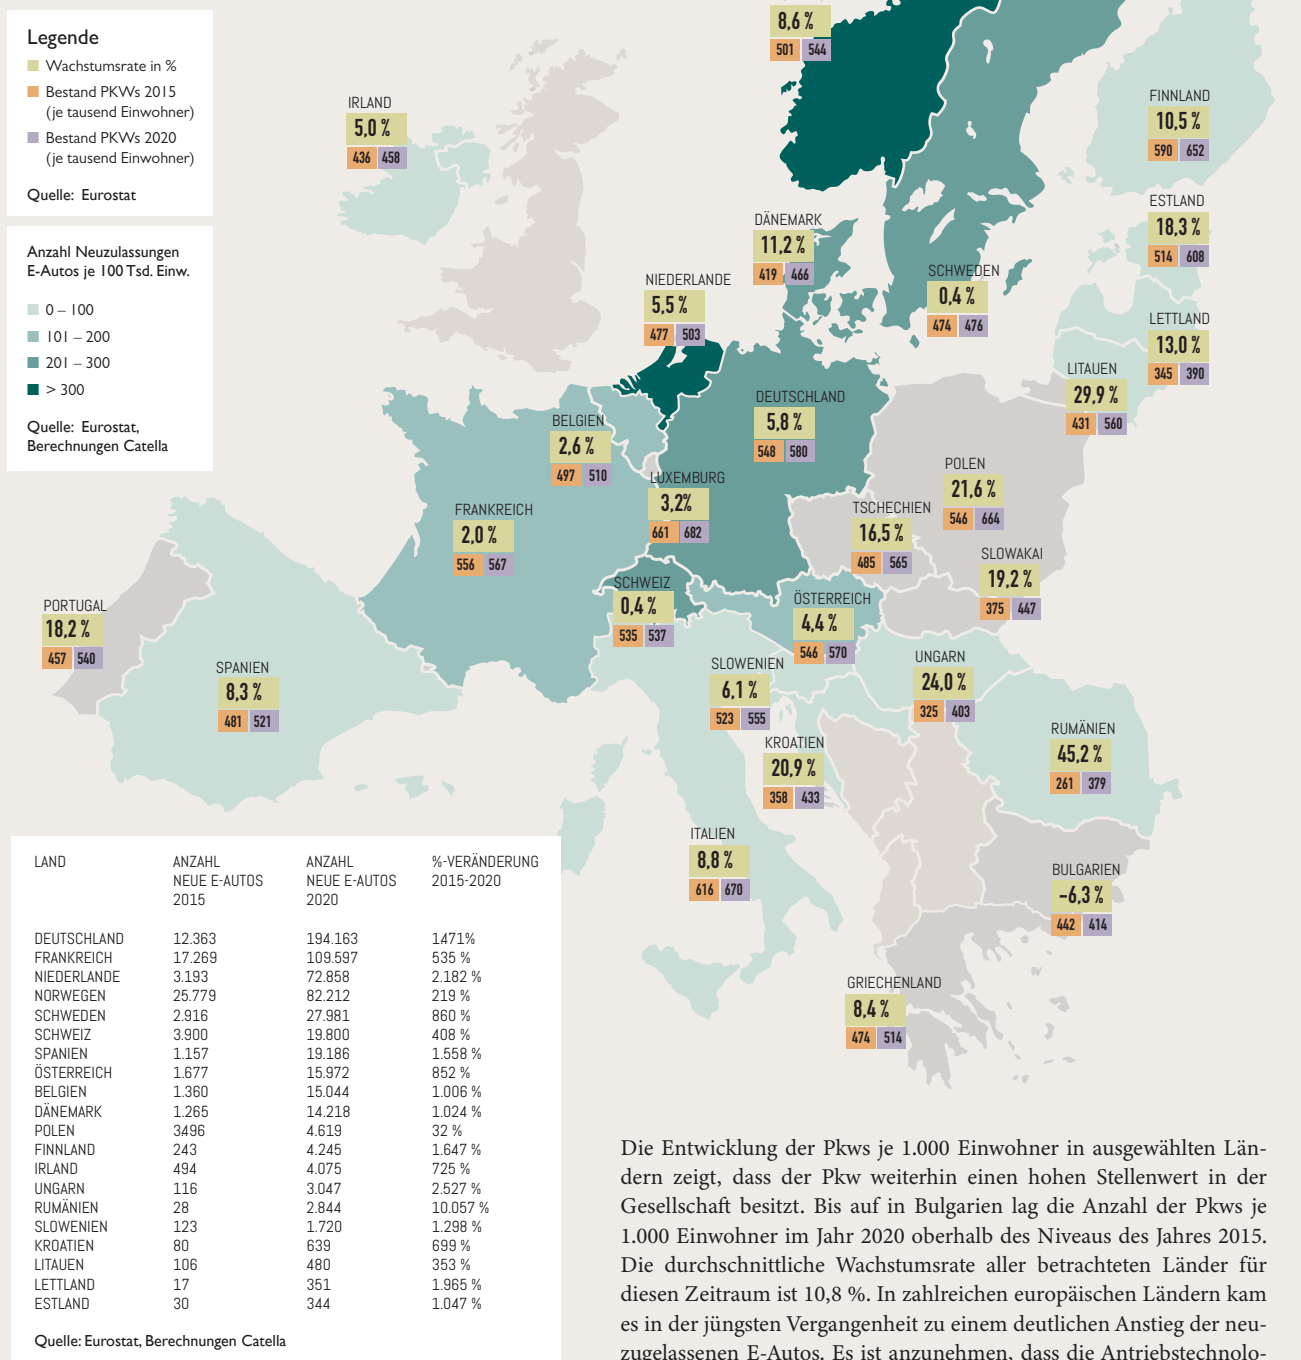 Legende
Wachstumsrate in %
Bestand PKWs 2015
(je tausend Einwohner)
Bestand PKWs 2020
(je tausend Einwohner)
Quelle: Eurostat
Anzahl Neuzulassungen
E-Autos je 100 Tsd. Einw.
0 – 100
101 – 200
201 – 300
> 300
Quelle: Eurostat,
Berechnungen Catella
8,6 %
501 544
IRLAND
5,0 %
436 458
FINNLAND
10,5 %
590 652
ESTLAND
18,3 %
514 608
DÄNEMARK
11,2 %
419 466
SCHWEDEN
0,4 %
474 476
NIEDERLANDE
5,5 %
477 503
LETTLAND
13,0 %
345 390
LITAUEN
29,9 %
431 560
DEUTSCHLAND
5,8 %
548 580
BELGIEN
2,6 %
497 510
LUXEMBURG
3,2%
661 682
POLEN
21,6 %
546 664
FRANKREICH
2,0 %
556 567
TSCHECHIEN
16,5 %
485 565
SLOWAKAI
19,2 %
375 447
SCHWEIZ
0,4 %
535 537
ÖSTERREICH
4,4 %
546 570
PORTUGAL
18,2 %
457 540
SPANIEN
8,3 %
481 521
SLOWENIEN
6,1 %
523 555
UNGARN
24,0 %
325 403
KROATIEN
20,9 %
358 433
RUMÄNIEN
45,2 %
261 379
ITALIEN
8,8 %
616 670
BULGARIEN
–6,3 %
442 414
GRIECHENLAND
8,4 %
474 514
LAND ANZAHL ANZAHL %-VERÄNDERUNG
NEUE E-AUTOS NEUE E-AUTOS 2015-2020
2015 2020
DEUTSCHLAND 12.363 194.163 1471%
FRANKREICH 17.269 109.597 535 %
NIEDERLANDE 3.193 72.858 2.182 %
NORWEGEN 25.779 82.212 219 %
SCHWEDEN 2.916 27.981 860 %
SCHWEIZ 3.900 19.800 408 %
SPANIEN 1.157 19.186 1.558 %
ÖSTERREICH 1.677 15.972 852 %
BELGIEN 1.360 15.044 1.006 %
DÄNEMARK 1.265 14.218 1.024 %
POLEN 3496 4.619 32 %
FINNLAND 243 4.245 1.647 %
IRLAND 494 4.075 725 %
UNGARN 116 3.047 2.527 %
RUMÄNIEN 28 2.844 10.057 %
SLOWENIEN 123 1.720 1.298 %
KROATIEN 80 639 699 %
LITAUEN 106 480 353 %
LETTLAND 17 351 1.965 %
ESTLAND 30 344 1.047 %
Quelle: Eurostat, Berechnungen Catella
Die Entwicklung der Pkws je 1.000 Einwohner in ausgewählten Län-
dern zeigt, dass der Pkw weiterhin einen hohen Stellenwert in der
Gesellschaft besitzt. Bis auf in Bulgarien lag die Anzahl der Pkws je
1.000 Einwohner im Jahr 2020 oberhalb des Niveaus des Jahres 2015.
Die durchschnittliche Wachstumsrate aller betrachteten Länder für
diesen Zeitraum ist 10,8 %. In zahlreichen europäischen Ländern kam
es in der jüngsten Vergangenheit zu einem deutlichen Anstieg der neu-
zugelassenen E-Autos. Es ist anzunehmen, dass die Antriebstechnolo-